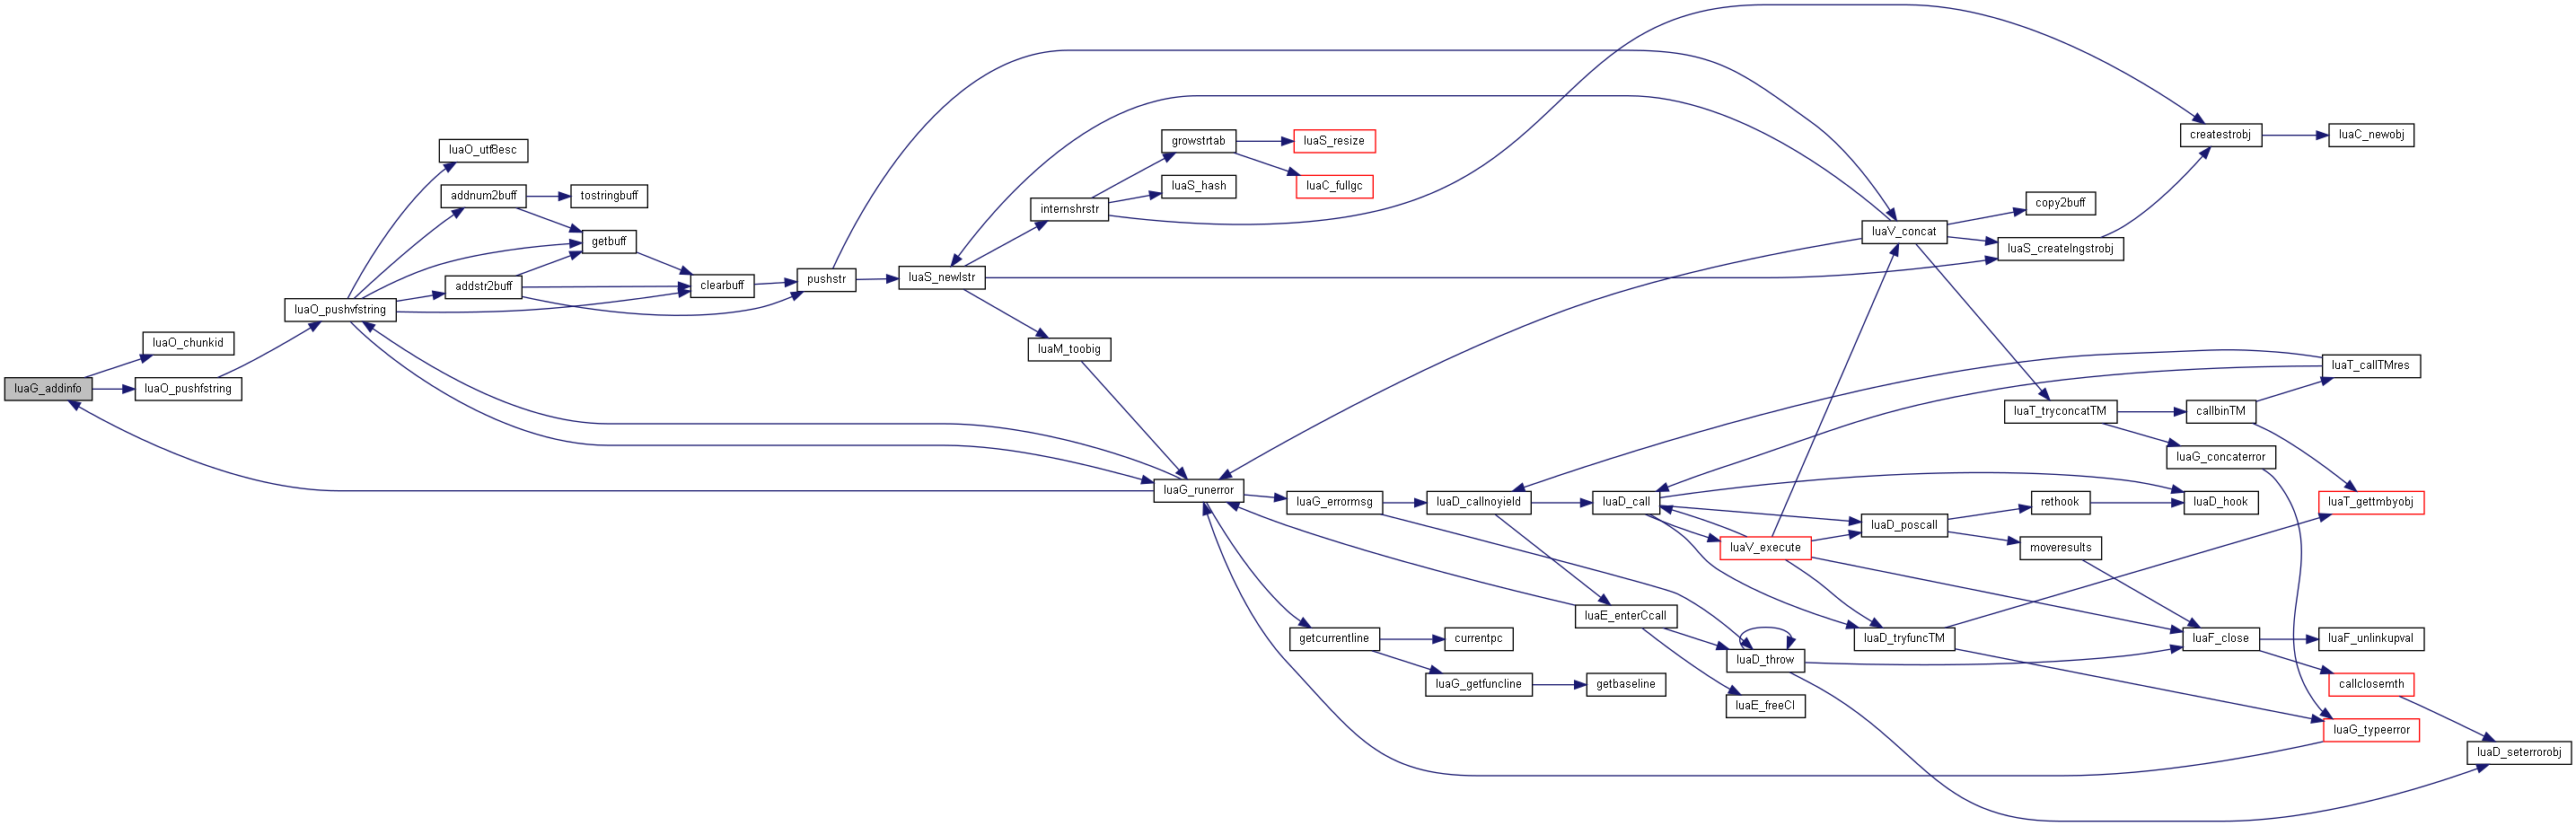 luaG_addinfo
luaO_chunkid
luaO_pushfstring
luaO_pushvfstring
luaO_utf8esc
addnum2buff
tostringbuff
getbuff
addstr2buff
clearbuff
pushstr
luaS_newlstr
internshrstr
growstrtab
luaS_resize
luaC_fullgc
luaS_hash
luaM_toobig
luaG_runerror
luaG_errormsg
getcurrentline
currentpc
luaG_getfuncline
getbaseline
luaD_callnoyield
luaE_enterCcall
luaD_call
luaD_throw
luaE_freeCI
luaV_execute
luaV_concat
luaD_poscall
luaD_tryfuncTM
copy2buff
luaS_createlngstrobj
createstrobj
luaC_newobj
luaT_tryconcatTM
callbinTM
luaT_callTMres
luaG_concaterror
luaT_gettmbyobj
rethook
luaD_hook
moveresults
luaF_close
luaF_unlinkupval
callclosemth
luaG_typeerror
luaD_seterrorobj